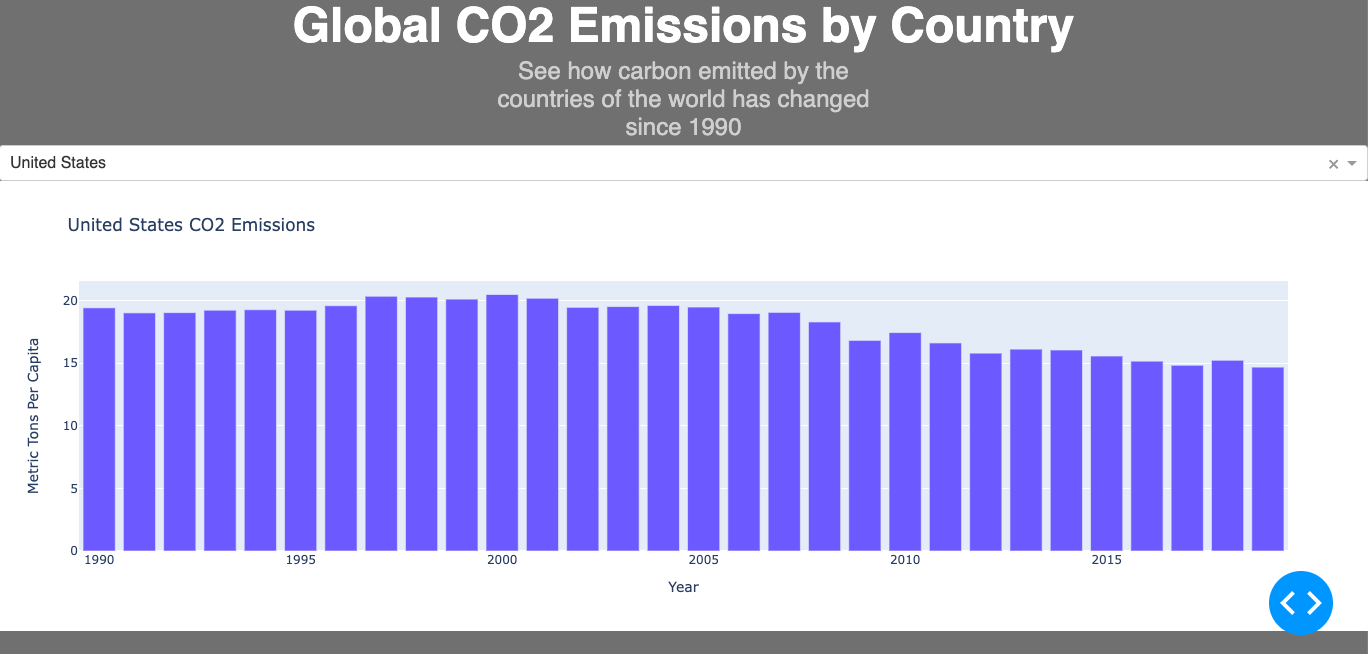 Global CO2 Emissions by Country
See how carbon emitted by the
countries of the world has changed
since 1990
United States
United States CO2 Emissions
20
15
10
5
0
Metric Tons Per Capita
1990 1995 2000 2005 2010 2015
Year